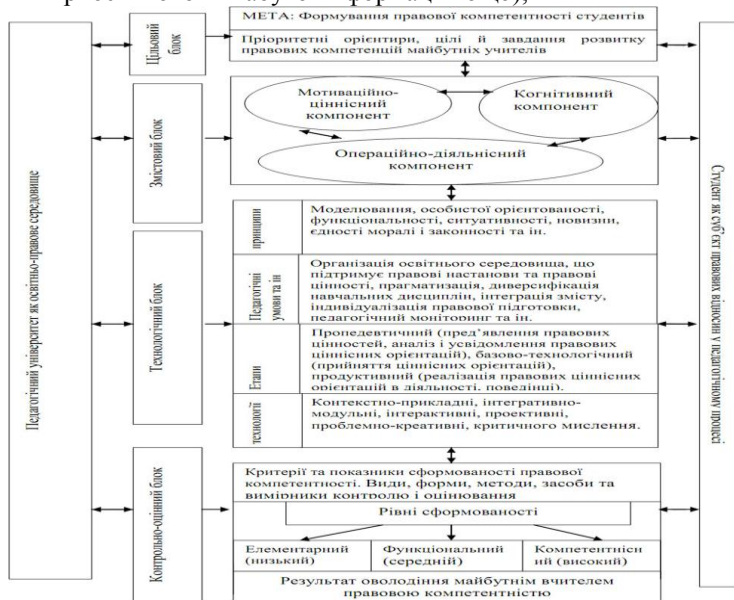 МЕТА: Формування правової компетентності студентів
Пріоритетні орієнтири, цілі й завдання розвитку
правових компетенцій майбутніх учителів
Цільовий
блок
Мотиваційно-
ціннісний
компонент
Когнітивний
компонент
Операційно-діяльнісний
компонент
Змістовий блок
Педагогічний університет як освітньо-правове середовище
Студент як суб'єкт правових відносин у педагогічному процесі
Технологічний блок
принципи
Моделювання, особистої орієнтованості,
функціональності, ситуативності, новизни,
єдності моралі і законності та ін.
Педагогічні
умови та ін
Організація освітнього середовища, що
підтримує правові настанови та правові
цінності, прагматизація, диверсифікація
навчальних дисциплін, інтеграція змісту,
індивідуалізація правової підготовки,
педагогічний моніторинг та ін.
Етапи
Пропедевтичний (пред’явлення правових
цінностей, аналіз і усвідомлення правових
ціннісних орієнтацій), базово-технологічний
(прийняття ціннісних орієнтацій),
продуктивний (реалізація правових ціннісних
орієнтацій в діяльності, поведінці).
технології
Контекстно-прикладні, інтегративно-
модульні, інтерактивні, проективні,
проблемно-креативні, критичного мислення.
Контрольно-оцінний блок
Критерії та показники сформованості правової
компетентності. Види, форми, методи, засоби та
вимірники контролю і оцінювання
Рівні сформованості
Елементарний
(низький)
Функціональний
(середній)
Компетентнісн
ий (високий)
Результат оволодіння майбутнім вчителем
правовою компетентністю